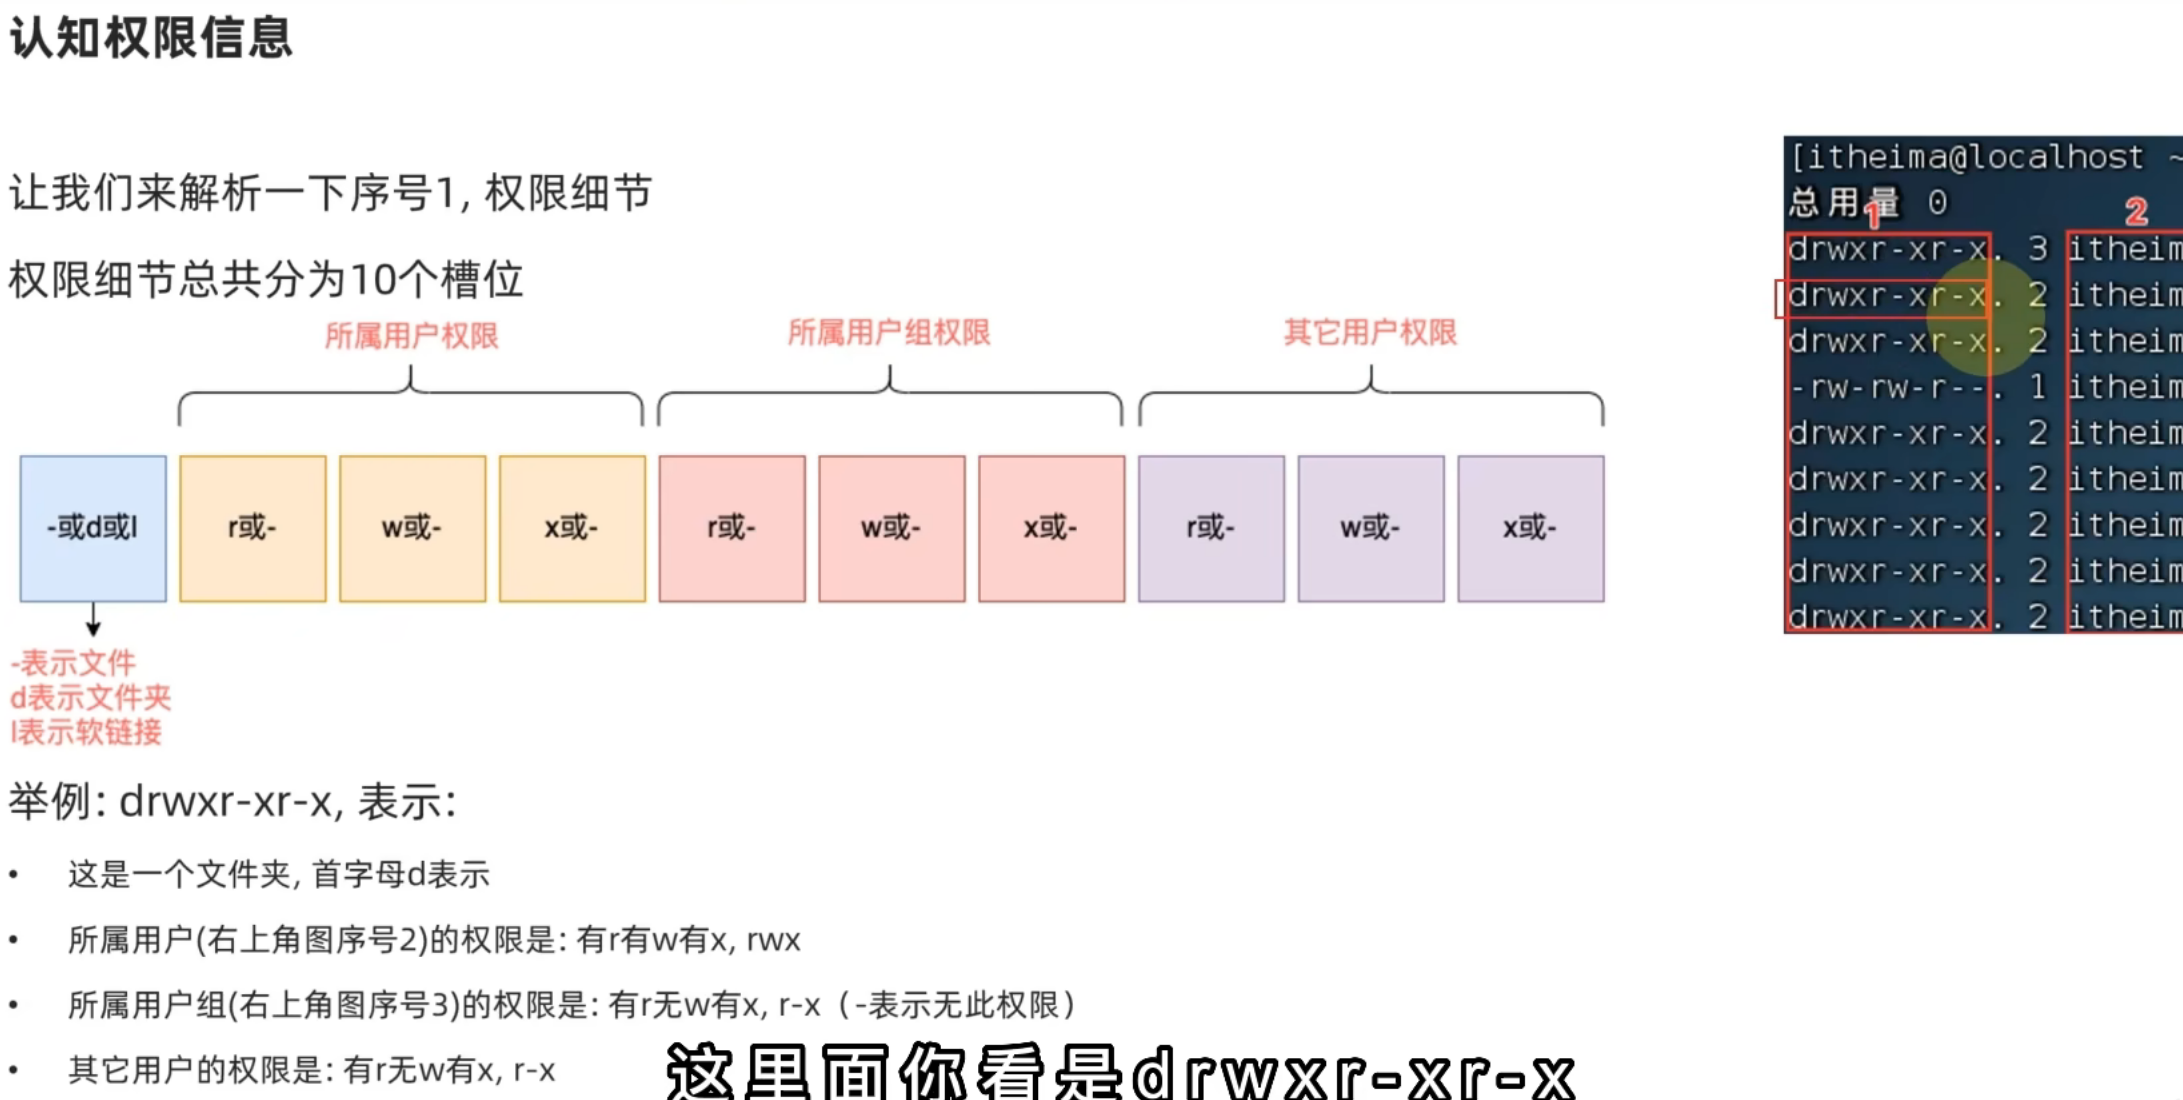 认知权限信息
让我们来解析一下序号1, 权限细节
权限细节总共分为10个槽位
所属用户权限
所属用户组权限
其它用户权限
-或d或l
r或-
w或-
x或-
r或-
w或-
x或-
r或-
w或-
x或-
-表示文件
d表示文件夹
l表示软链接
举例: drwxr-xr-x, 表示:
• 这是一个文件夹, 首字母d表示
• 所属用户(右上角图序号2)的权限是: 有r有w有x, rwx
• 所属用户组(右上角图序号3)的权限是: 有r无w有x, r-x（-表示无此权限）
• 其它用户的权限是: 有r无w有x, r-x
[itheima@localhost ~
总用量 0
1
2
drwxr-xr-x. 3 itheim
drwxr-xr-x. 2 itheim
drwxr-xr-x. 2 itheim
-rw-rw-r--. 1 itheim
drwxr-xr-x. 2 itheim
drwxr-xr-x. 2 itheim
drwxr-xr-x. 2 itheim
drwxr-xr-x. 2 itheim
drwxr-xr-x. 2 itheim
这里面你看是drwxr-xr-x